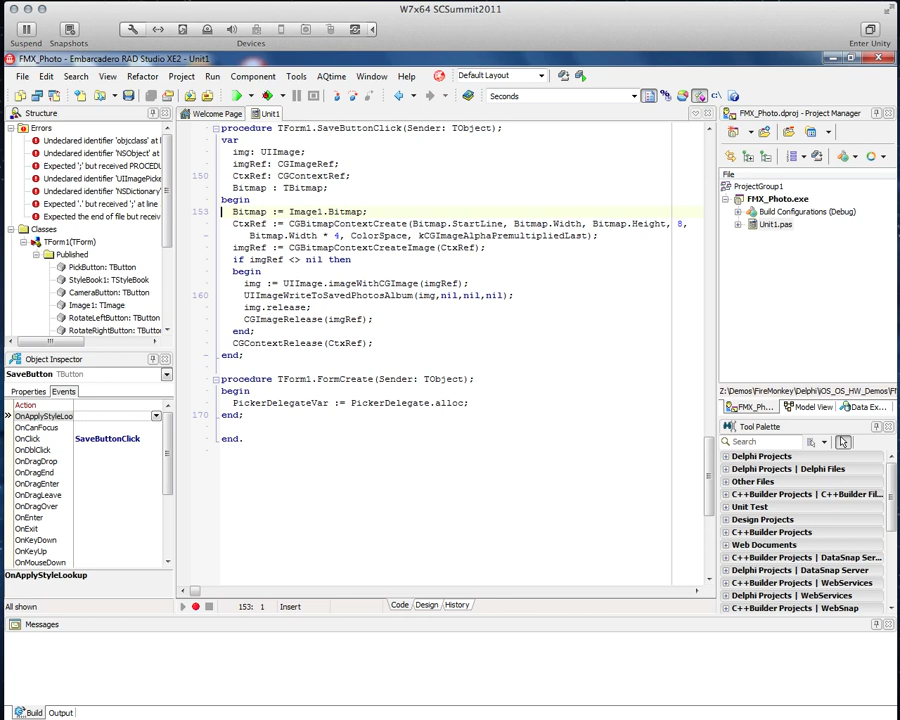 W7x64 SCSummit2011
Suspend
Snapshots
Devices
Enter Unity
FMX_Photo - Embarcadero RAD Studio XE2 - Unit1
File Edit Search View Refactor Project Run Component Tools AQtime Window Help
Default Layout
Seconds
Structure
Errors
Undeclared identifier 'objcclass' at
Undeclared identifier 'NSObject' at
Expected ';' but received 'PROCEDU
Undeclared identifier 'UIImagePicke
Undeclared identifier 'NSDictionary'
Expected '.' but received ';' at line
Expected the end of file but receive
Classes
TForm1(TForm)
Published
PickButton: TButton
StyleBook1: TStyleBook
CameraButton: TButton
Image1: TImage
RotateLeftButton: TButton
RotateRightButton: TButton
Object Inspector
SaveButton TButton
Properties Events
Action
OnApplyStyleLoo
OnCanFocus
OnClick SaveButtonClick
OnDblClick
OnDragDrop
OnDragEnd
OnDragEnter
OnDragLeave
OnDragOver
OnEnter
OnExit
OnKeyDown
OnKeyUp
OnMouseDown
OnApplyStyleLookup
All shown
Welcome Page
Unit1
procedure TForm1.SaveButtonClick(Sender: TObject);
var
img: UIImage;
imgRef: CGImageRef;
150 CtxRef: CGContextRef;
Bitmap : TBitmap;
begin
153 Bitmap := Image1.Bitmap;
CtxRef := CGBitmapContextCreate(Bitmap.StartLine, Bitmap.Width, Bitmap.Height, 8,
Bitmap.Width * 4, ColorSpace, kCGImageAlphaPremultipliedLast);
imgRef := CGBitmapContextCreateImage(CtxRef);
if imgRef <> nil then
begin
img := UIImage.imageWithCGImage(imgRef);
160 UIImageWriteToSavedPhotosAlbum(img,nil,nil,nil);
img.release;
CGImageRelease(imgRef);
end;
CGContextRelease(CtxRef);
end;
procedure TForm1.FormCreate(Sender: TObject);
begin
PickerDelegateVar := PickerDelegate.alloc;
170 end;
end.
153: 1 Insert
Code Design History
FMX_Photo.dproj - Project Manager
File
ProjectGroup1
FMX_Photo.exe
Build Configurations (Debug)
Unit1.pas
Z:\Demos\FireMonkey\Delphi\iOS_OS_HW_Demos\F
FMX_Ph... Model View Data Ex...
Tool Palette
Search
Delphi Projects
Delphi Projects | Delphi Files
Other Files
C++Builder Projects | C++Builder Fil...
Unit Test
Design Projects
C++Builder Projects
Web Documents
C++Builder Projects | DataSnap Ser...
Delphi Projects | DataSnap Server
C++Builder Projects | WebServices
Delphi Projects | WebServices
C++Builder Projects | WebSnap
Messages
Build Output